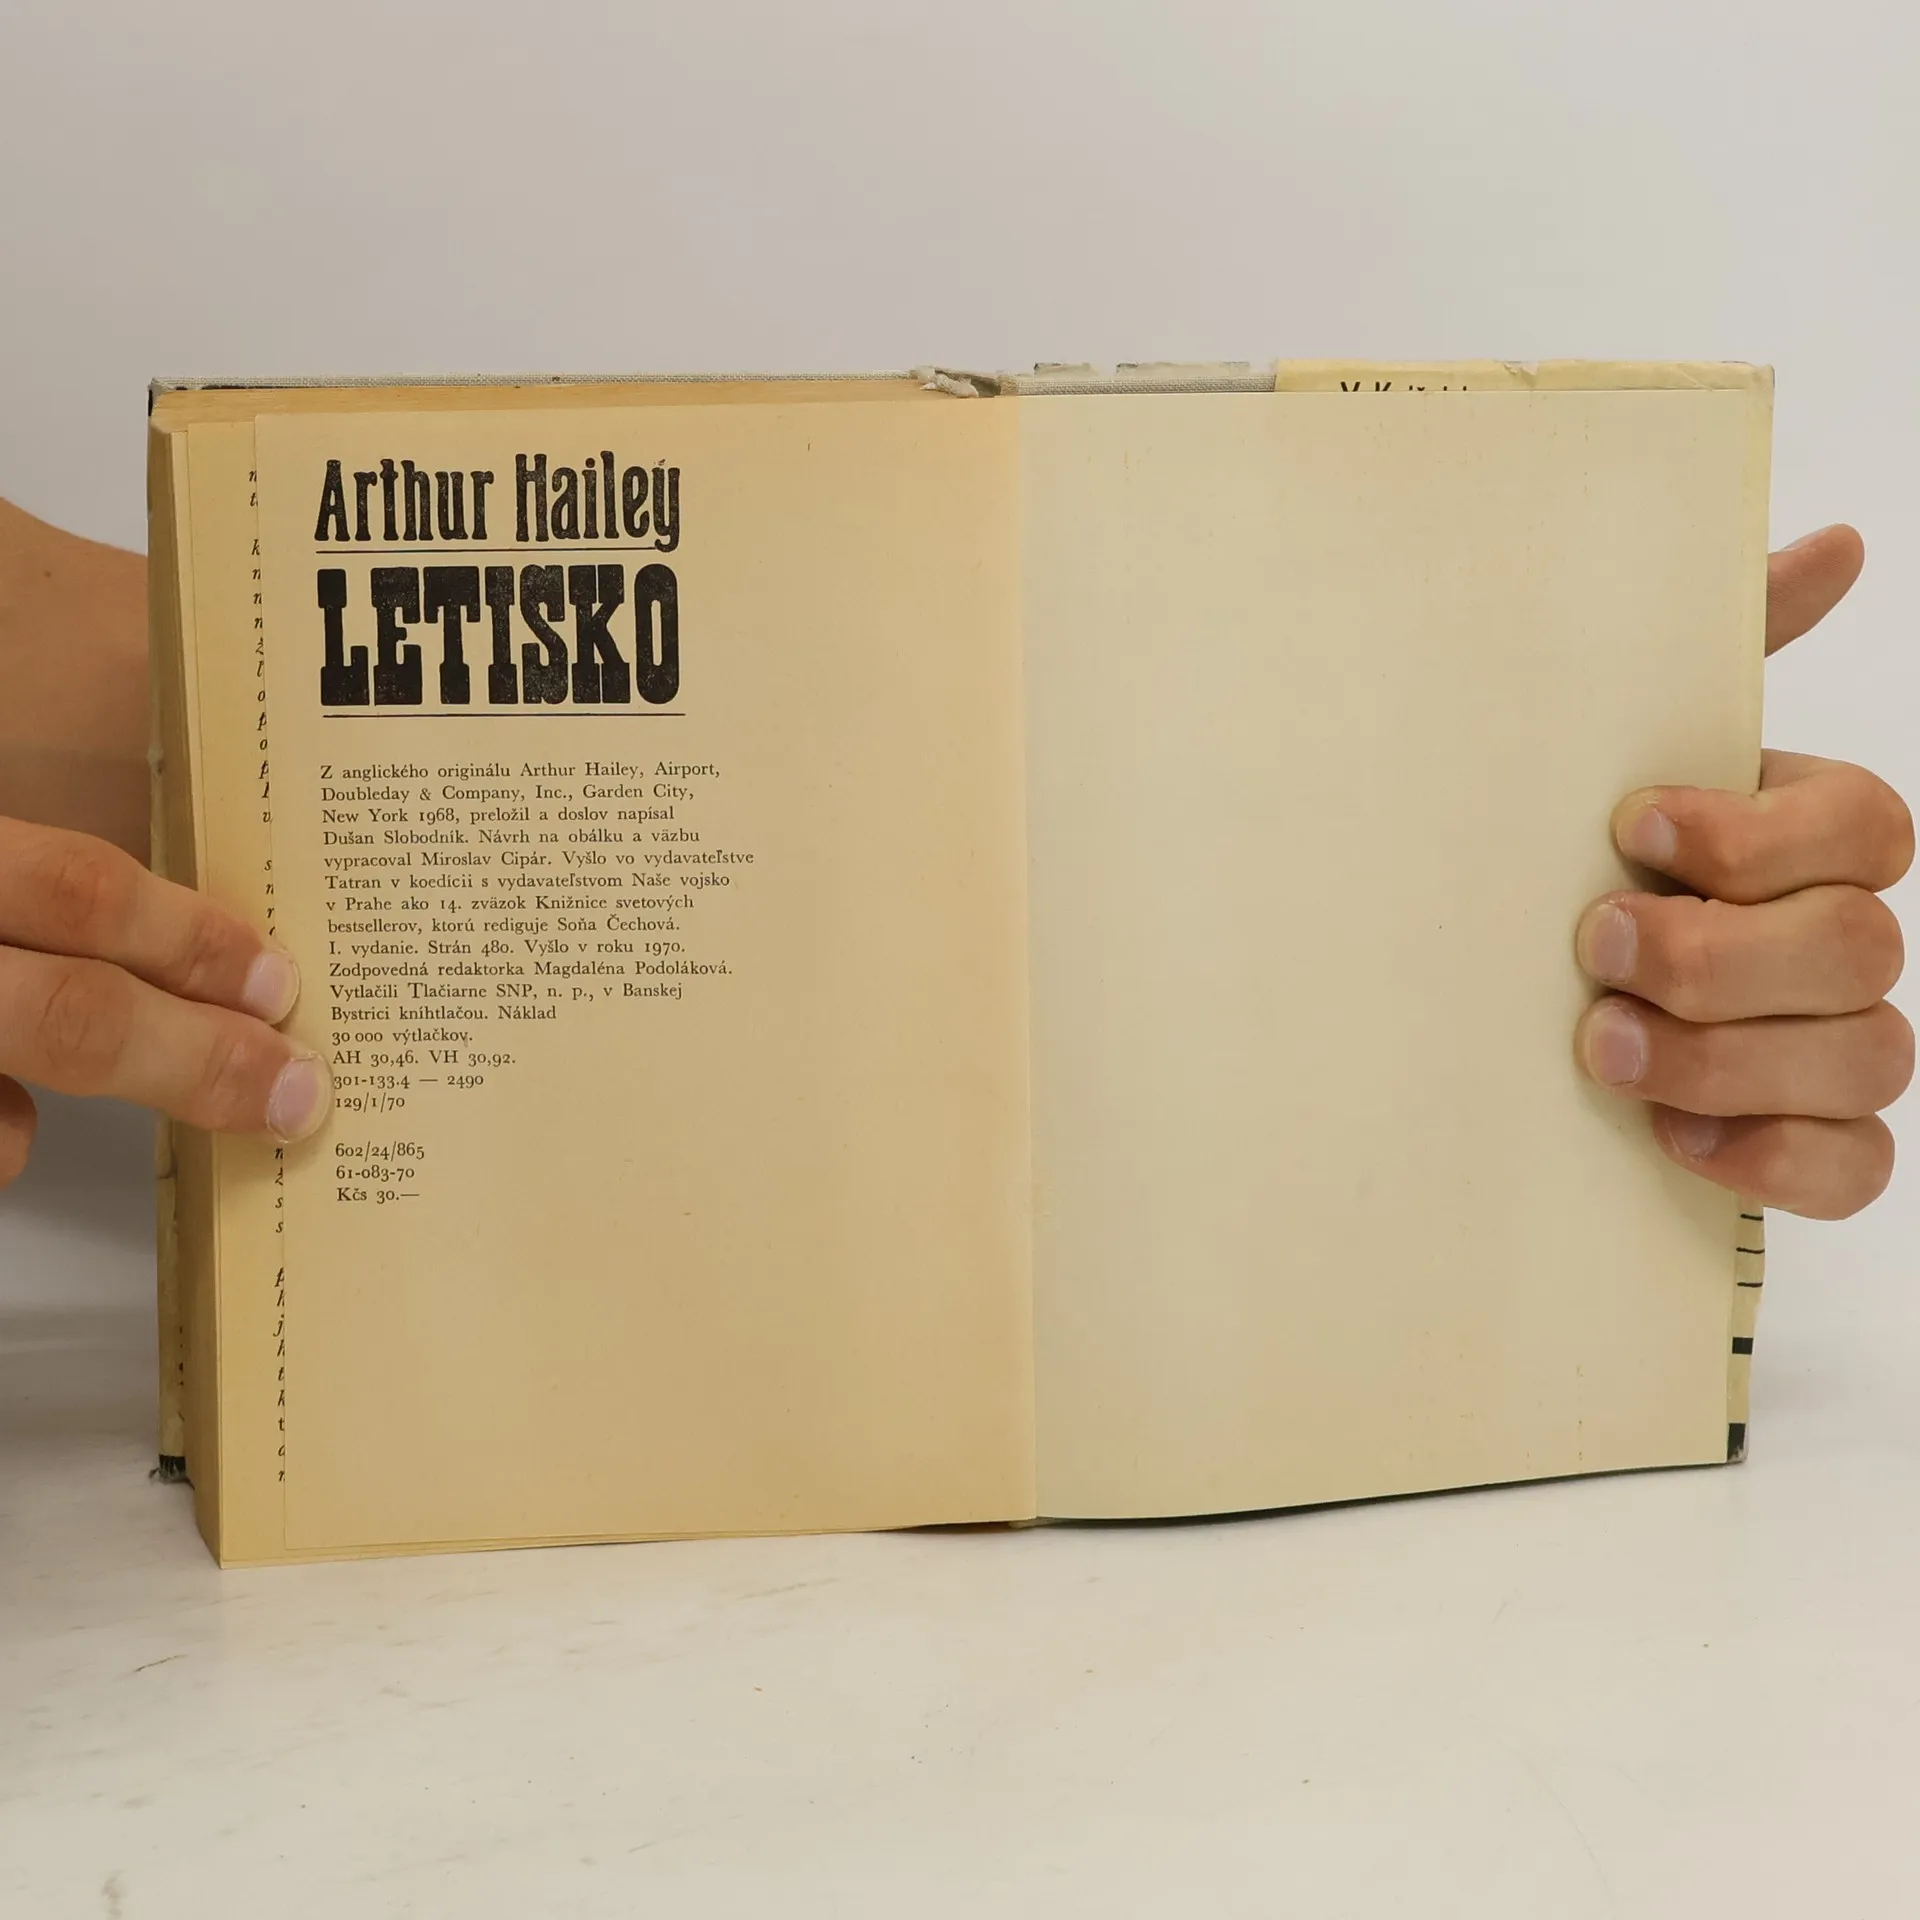 Arthur Hailey
LETISKO
Z anglického originálu Arthur Hailey, Airport,
Doubleday & Company, Inc., Garden City,
New York 1968, preložil a doslov napísal
Dušan Slobodník. Návrh na obálku a väzbu
vypracoval Miroslav Cipár. Vyšlo vo vydavateľstve
Tatran v koedícii s vydavateľstvom Naše vojsko
v Prahe ako 14. zväzok Knižnice svetových
bestsellerov, ktorú rediguje Soňa Čechová.
I. vydanie. Strán 480. Vyšlo v roku 1970.
Zodpovedná redaktorka Magdaléna Podoláková.
Vytlačili Tlačiarne SNP, n. p., v Banskej
Bystrici kníhtlačou. Náklad
30 000 výtlačkov.
AH 30,46. VH 30,92.
301-133.4 — 2490
129/1/70
602/24/865
61-083-70
Kčs 30.—